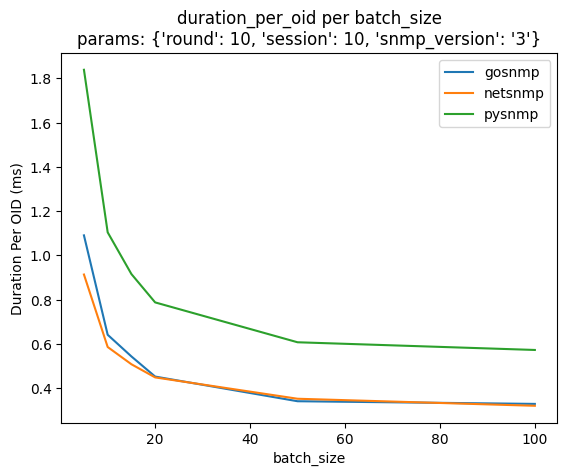 duration_per_oid per batch_size
params: {'round': 10, 'session': 10, 'snmp_version': '3'}
gosnmp
netsnmp
pysnmp
Duration Per OID (ms)
1.8
1.6
1.4
1.2
1.0
0.8
0.6
0.4
20
40
60
80
100
batch_size